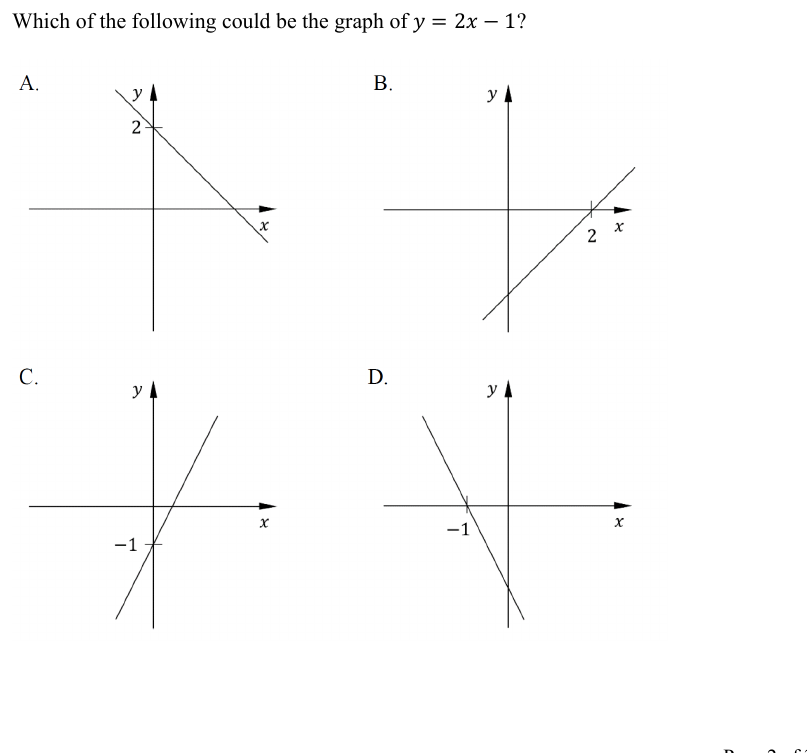 Which of the following could be the graph of y = 2x − 1?
A.
y
2
x
B.
y
2
x
C.
y
x
−1
D.
y
−1
x